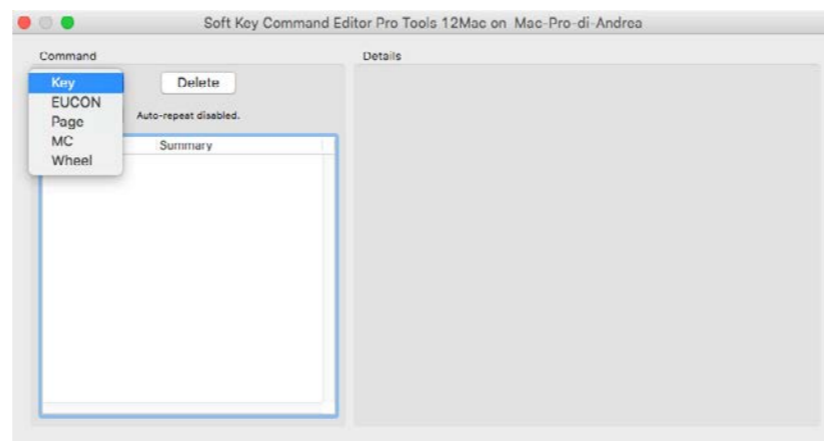 Soft Key Command Editor Pro Tools 12Mac on Mac-Pro-di-Andrea
Command
Details
Key
Delete
EUCON
Page
Auto-repeat disabled.
MC
Summary
Wheel